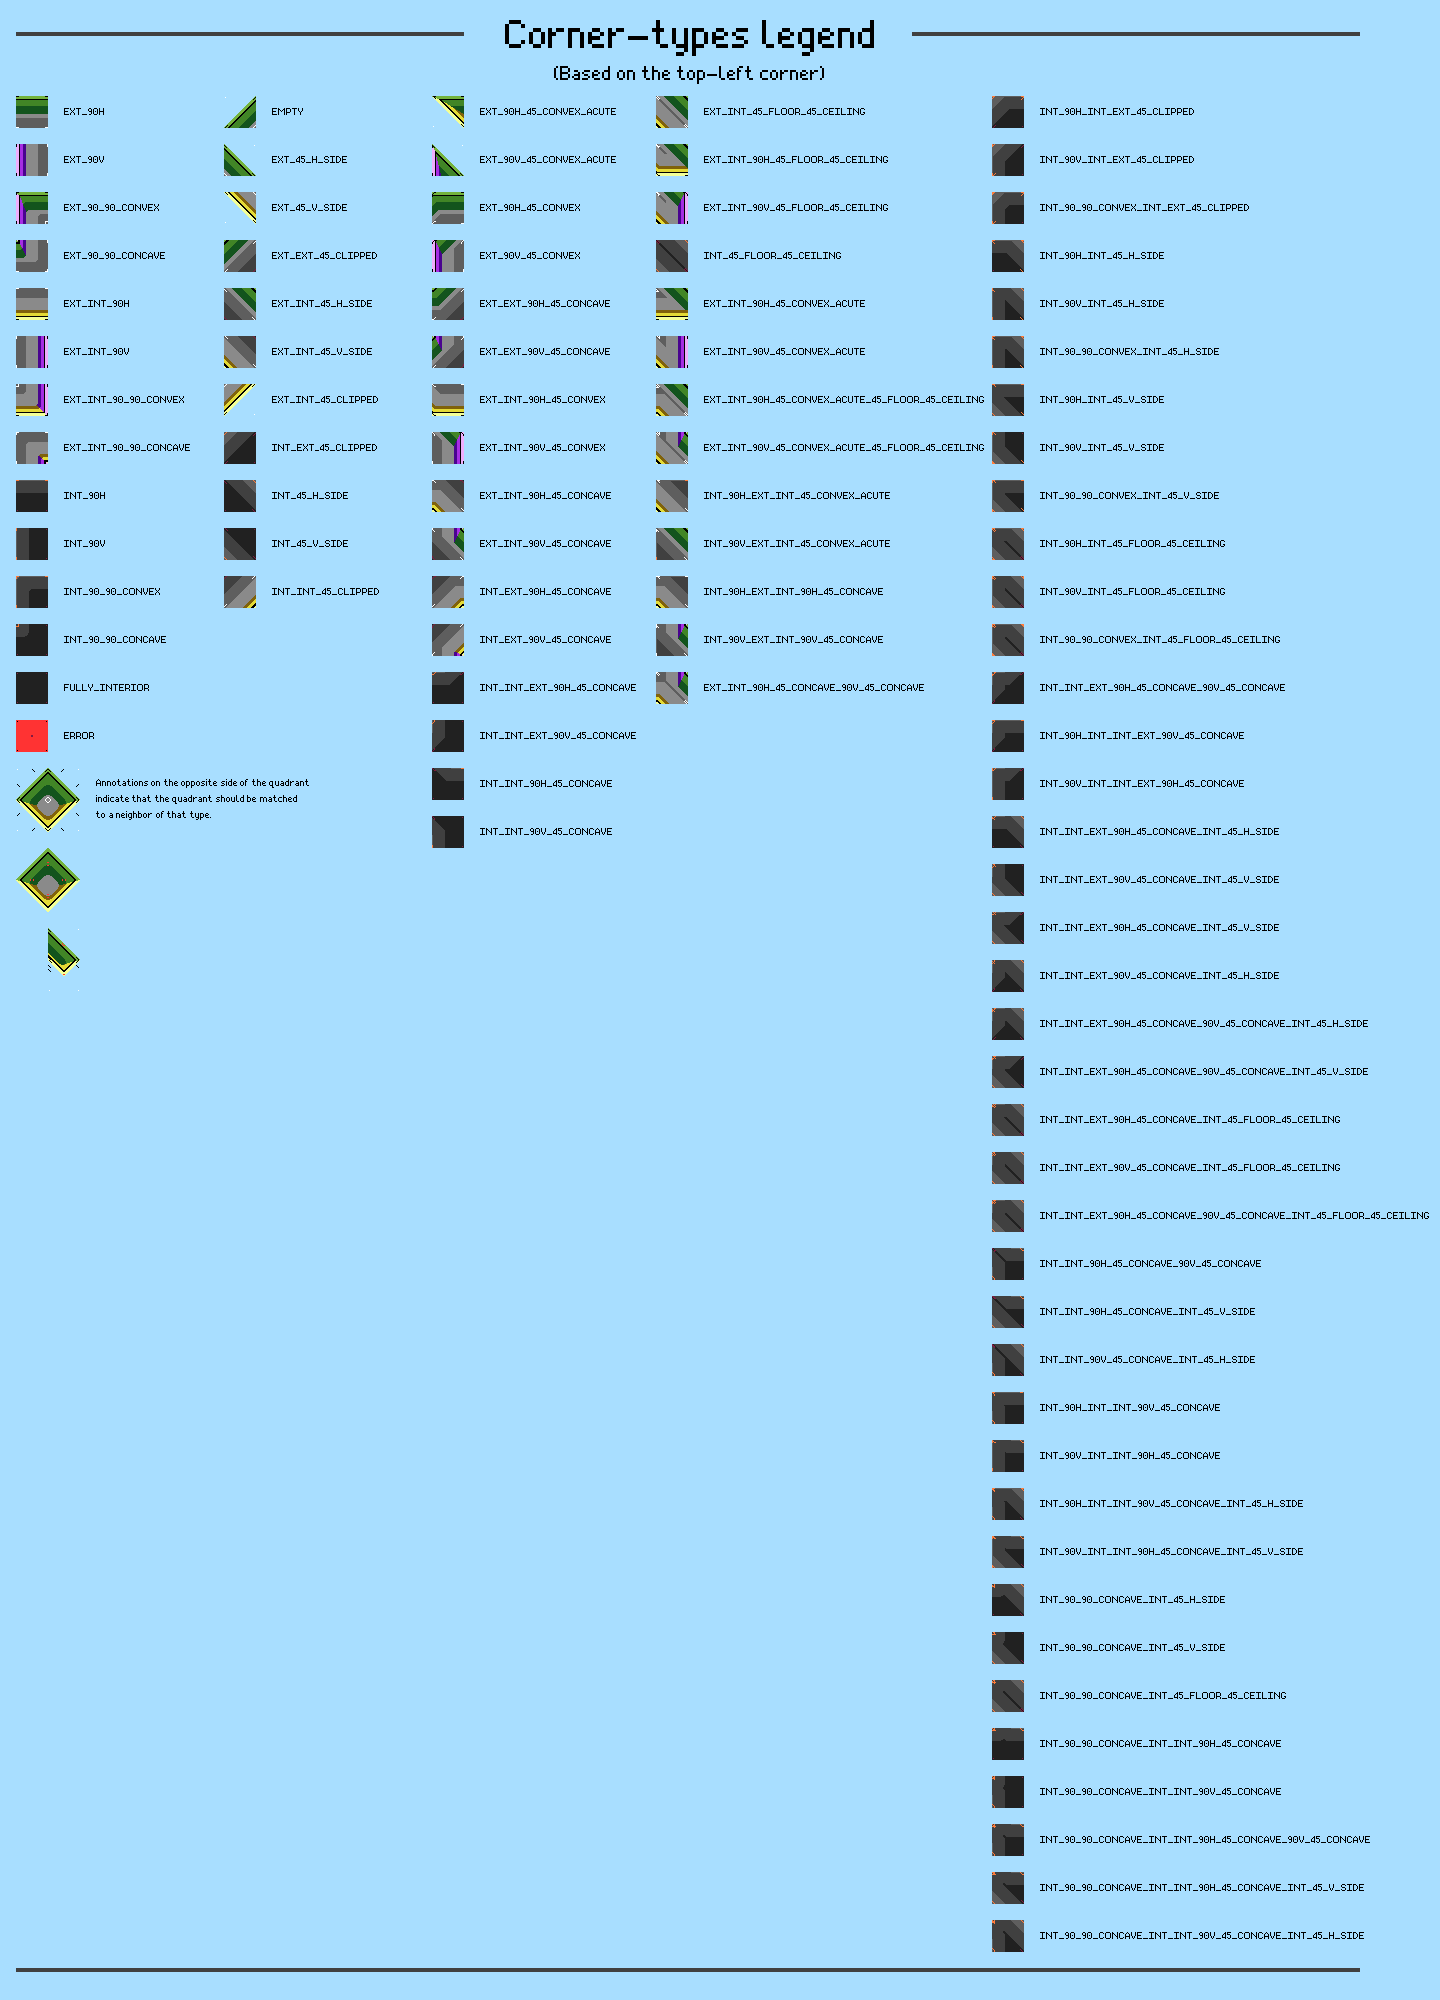 Corner-types legend
(Based on the top-left corner)
EXT_90H
EXT_90V
EXT_90_90_CONVEX
EXT_90_90_CONCAVE
EXT_INT_90H
EXT_INT_90V
EXT_INT_90_90_CONVEX
EXT_INT_90_90_CONCAVE
INT_90H
INT_90V
INT_90_90_CONVEX
INT_90_90_CONCAVE
FULLY_INTERIOR
ERROR
Annotations on the opposite side of the quadrant
indicate that the quadrant should be matched
to a neighbor of that type.
EMPTY
EXT_45_H_SIDE
EXT_45_V_SIDE
EXT_EXT_45_CLIPPED
EXT_INT_45_H_SIDE
EXT_INT_45_V_SIDE
EXT_INT_45_CLIPPED
INT_EXT_45_CLIPPED
INT_45_H_SIDE
INT_45_V_SIDE
INT_INT_45_CLIPPED
EXT_90H_45_CONVEX_ACUTE
EXT_90V_45_CONVEX_ACUTE
EXT_90H_45_CONVEX
EXT_90V_45_CONVEX
EXT_EXT_90H_45_CONCAVE
EXT_EXT_90V_45_CONCAVE
EXT_INT_90H_45_CONVEX
EXT_INT_90V_45_CONVEX
EXT_INT_90H_45_CONCAVE
EXT_INT_90V_45_CONCAVE
INT_EXT_90H_45_CONCAVE
INT_EXT_90V_45_CONCAVE
INT_INT_EXT_90H_45_CONCAVE
INT_INT_EXT_90V_45_CONCAVE
INT_INT_90H_45_CONCAVE
INT_INT_90V_45_CONCAVE
EXT_INT_45_FLOOR_45_CEILING
EXT_INT_90H_45_FLOOR_45_CEILING
EXT_INT_90V_45_FLOOR_45_CEILING
INT_45_FLOOR_45_CEILING
EXT_INT_90H_45_CONVEX_ACUTE
EXT_INT_90V_45_CONVEX_ACUTE
EXT_INT_90H_45_CONVEX_ACUTE_45_FLOOR_45_CEILING
EXT_INT_90V_45_CONVEX_ACUTE_45_FLOOR_45_CEILING
INT_90H_EXT_INT_45_CONVEX_ACUTE
INT_90V_EXT_INT_45_CONVEX_ACUTE
INT_90H_EXT_INT_90H_45_CONCAVE
INT_90V_EXT_INT_90V_45_CONCAVE
EXT_INT_90H_45_CONCAVE_90V_45_CONCAVE
INT_90H_INT_EXT_45_CLIPPED
INT_90V_INT_EXT_45_CLIPPED
INT_90_90_CONVEX_INT_EXT_45_CLIPPED
INT_90H_INT_45_H_SIDE
INT_90V_INT_45_H_SIDE
INT_90_90_CONVEX_INT_45_H_SIDE
INT_90H_INT_45_V_SIDE
INT_90V_INT_45_V_SIDE
INT_90_90_CONVEX_INT_45_V_SIDE
INT_90H_INT_45_FLOOR_45_CEILING
INT_90V_INT_45_FLOOR_45_CEILING
INT_90_90_CONVEX_INT_45_FLOOR_45_CEILING
INT_INT_EXT_90H_45_CONCAVE_90V_45_CONCAVE
INT_90H_INT_INT_EXT_90V_45_CONCAVE
INT_90V_INT_INT_EXT_90H_45_CONCAVE
INT_INT_EXT_90H_45_CONCAVE_INT_45_H_SIDE
INT_INT_EXT_90V_45_CONCAVE_INT_45_V_SIDE
INT_INT_EXT_90H_45_CONCAVE_INT_45_V_SIDE
INT_INT_EXT_90V_45_CONCAVE_INT_45_H_SIDE
INT_INT_EXT_90H_45_CONCAVE_90V_45_CONCAVE_INT_45_H_SIDE
INT_INT_EXT_90H_45_CONCAVE_90V_45_CONCAVE_INT_45_V_SIDE
INT_INT_EXT_90H_45_CONCAVE_INT_45_FLOOR_45_CEILING
INT_INT_EXT_90V_45_CONCAVE_INT_45_FLOOR_45_CEILING
INT_INT_EXT_90H_45_CONCAVE_90V_45_CONCAVE_INT_45_FLOOR_45_CEILING
INT_INT_90H_45_CONCAVE_90V_45_CONCAVE
INT_INT_90H_45_CONCAVE_INT_45_V_SIDE
INT_INT_90V_45_CONCAVE_INT_45_H_SIDE
INT_90H_INT_INT_90V_45_CONCAVE
INT_90V_INT_INT_90H_45_CONCAVE
INT_90H_INT_INT_90V_45_CONCAVE_INT_45_H_SIDE
INT_90V_INT_INT_90H_45_CONCAVE_INT_45_V_SIDE
INT_90_90_CONCAVE_INT_45_H_SIDE
INT_90_90_CONCAVE_INT_45_V_SIDE
INT_90_90_CONCAVE_INT_45_FLOOR_45_CEILING
INT_90_90_CONCAVE_INT_INT_90H_45_CONCAVE
INT_90_90_CONCAVE_INT_INT_90V_45_CONCAVE
INT_90_90_CONCAVE_INT_INT_90H_45_CONCAVE_90V_45_CONCAVE
INT_90_90_CONCAVE_INT_INT_90H_45_CONCAVE_INT_45_V_SIDE
INT_90_90_CONCAVE_INT_INT_90V_45_CONCAVE_INT_45_H_SIDE